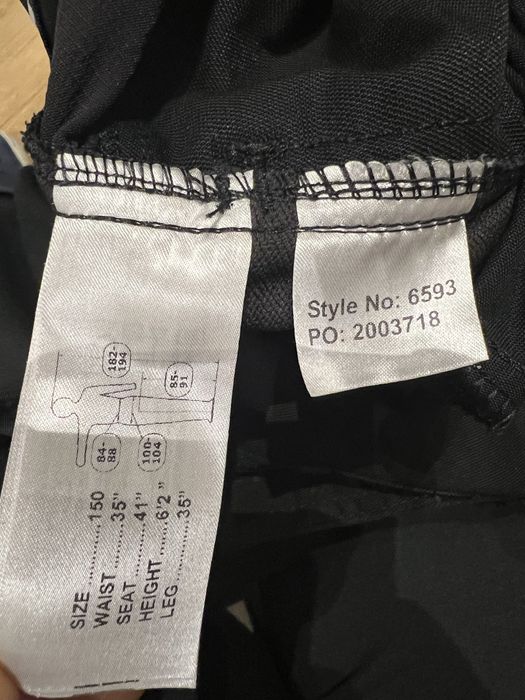 182-
194
85-
91
84-
88
100-
104
SIZE..............150
WAIST..........35"
SEAT.............41"
HEIGHT.......6'2"
LEG...............35"
Style No: 6593
PO: 2003718